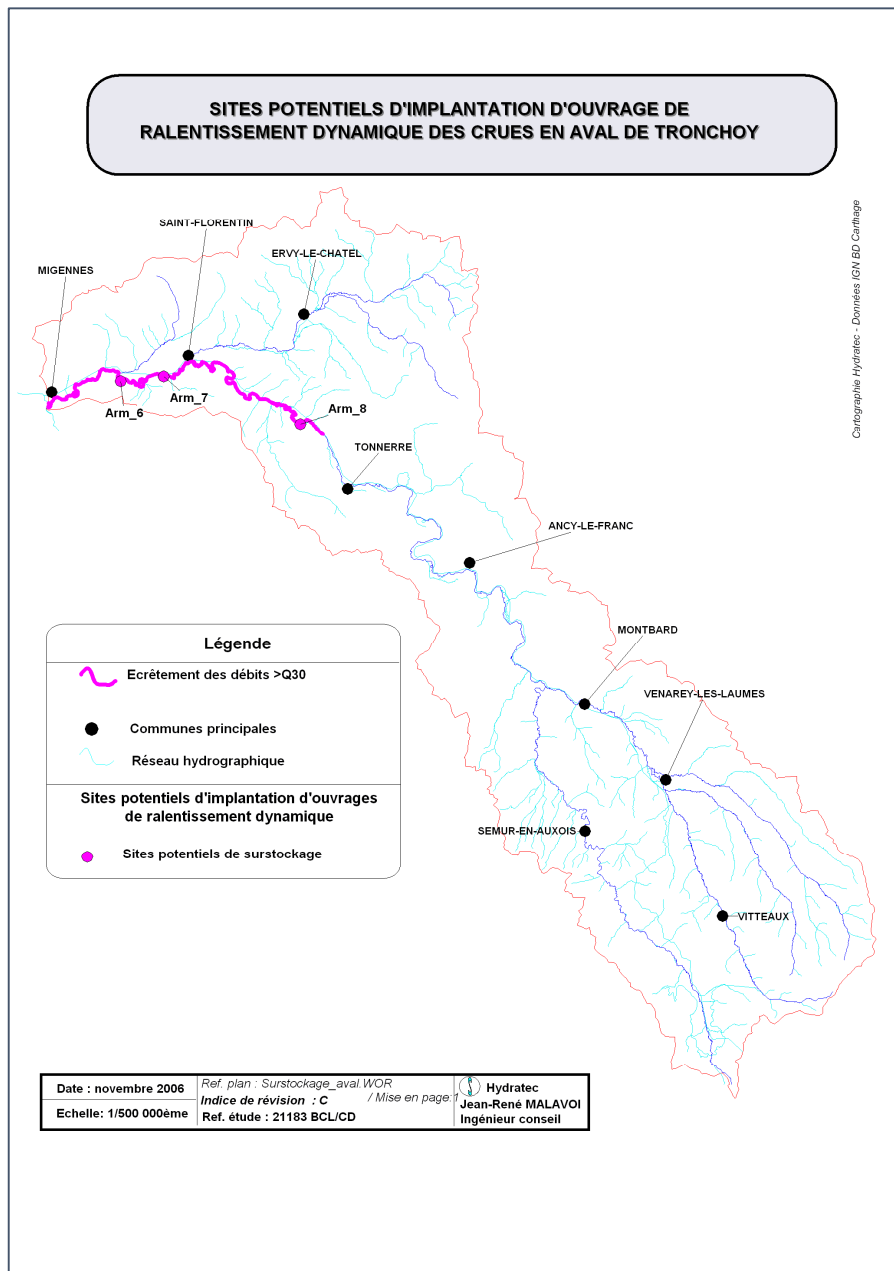 SITES POTENTIELS D'IMPLANTATION D'OUVRAGE DE
RALENTISSEMENT DYNAMIQUE DES CRUES EN AVAL DE TRONCHOY
Cartographie Hydratec - Données IGN BD Carthage
SAINT-FLORENTIN
ERVY-LE-CHATEL
MIGENNES
Arm_7
Arm_6
Arm_8
TONNERRE
ANCY-LE-FRANC
MONTBARD
VENAREY-LES-LAUMES
SEMUR-EN-AUXOIS
VITTEAUX
Légende
Ecrêtement des débits >Q30
Communes principales
Réseau hydrographique
Sites potentiels d'implantation d'ouvrages
de ralentissement dynamique
Sites potentiels de surstockage
Date : novembre 2006
Echelle: 1/500 000ème
Ref. plan : Surstockage_aval.WOR
/ Mise en page:1
Indice de révision : C
Ref. étude : 21183 BCL/CD
Hydratec
Jean-René MALAVOI
Ingénieur conseil